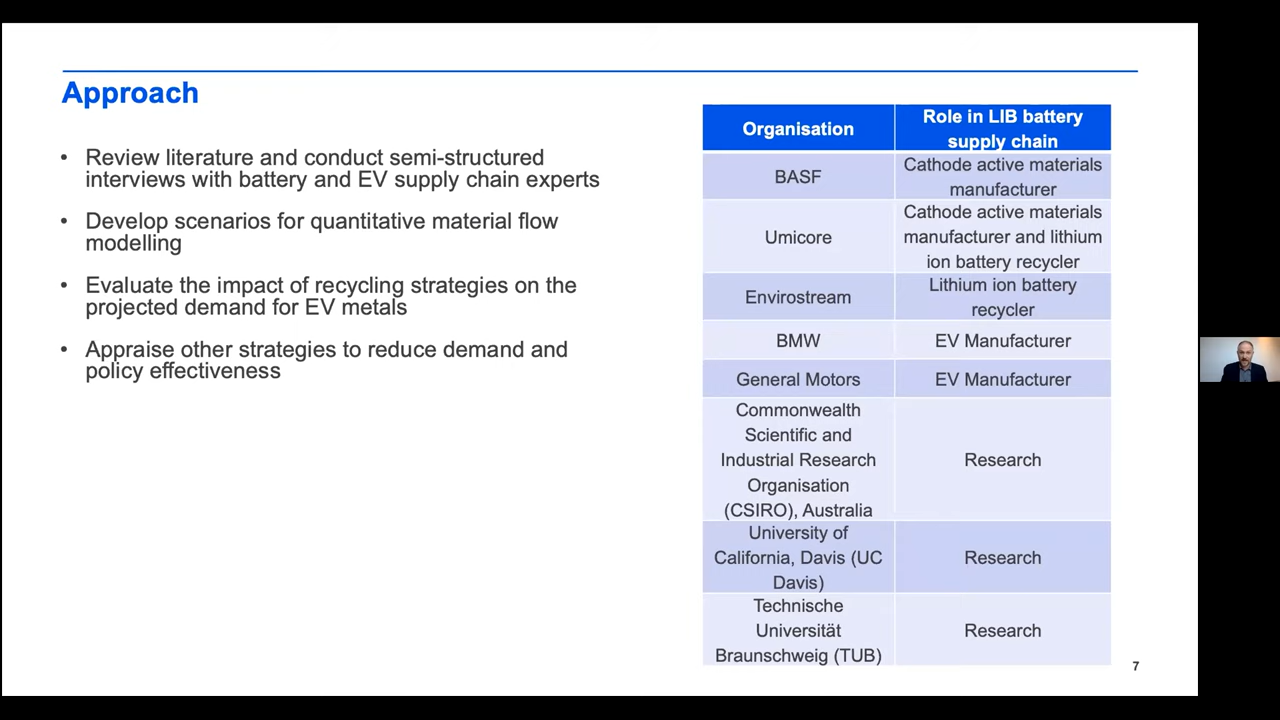 Approach
• Review literature and conduct semi-structured
interviews with battery and EV supply chain experts
• Develop scenarios for quantitative material flow
modelling
• Evaluate the impact of recycling strategies on the
projected demand for EV metals
• Appraise other strategies to reduce demand and
policy effectiveness
Organisation
Role in LIB battery
supply chain
BASF
Cathode active materials
manufacturer
Umicore
Cathode active materials
manufacturer and lithium
ion battery recycler
Envirostream
Lithium ion battery
recycler
BMW
EV Manufacturer
General Motors
EV Manufacturer
Commonwealth
Scientific and
Industrial Research
Organisation
(CSIRO), Australia
Research
University of
California, Davis (UC
Davis)
Research
Technische
Universität
Braunschweig (TUB)
Research
7